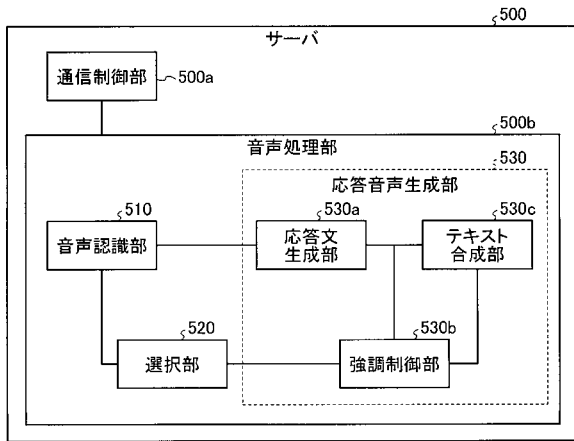 500
サーバ
通信制御部
500a
500b
音声処理部
530
応答音声生成部
510
530a
530c
音声認識部
応答文
生成部
テキスト
合成部
520
530b
選択部
強調制御部